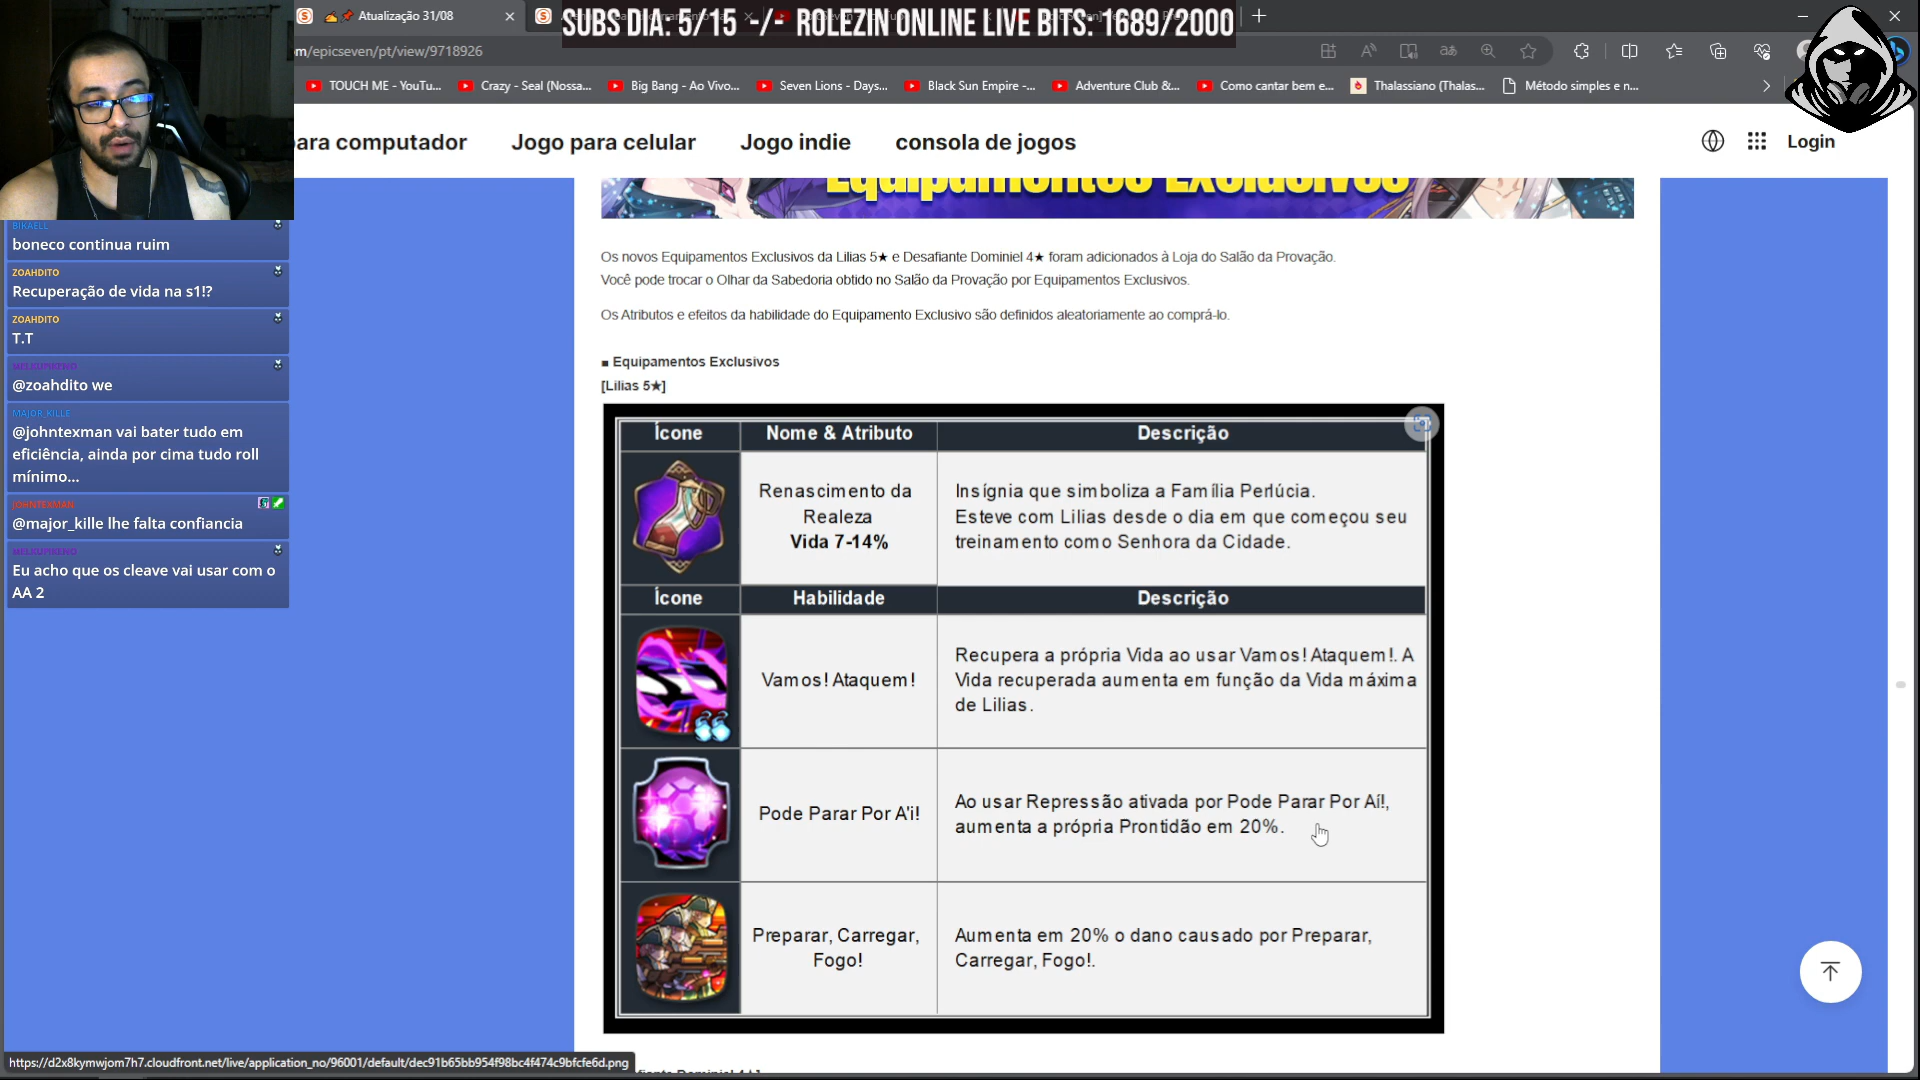 Atualização 31/08
SUBS DIA: 5/15 -/- ROLEZIN ONLINE LIVE BITS: 1689/2000
m/epicseven/pt/view/9718926
TOUCH ME - YouTu...
Crazy - Seal (Nossa...
Big Bang - Ao Vivo...
Seven Lions - Days...
Black Sun Empire -...
Adventure Club &...
Como cantar bem e...
Thalassiano (Thalas...
Método simples e n...
para computador
Jogo para celular
Jogo indie
consola de jogos
Login
Equipamentos Exclusivos
BIKAELL
boneco continua ruim
ZOAHDITO
Recuperação de vida na s1!?
ZOAHDITO
T.T
@zoahdito we
MAJOR_KILLE
@johntexman vai bater tudo em
eficiência, ainda por cima tudo roll
mínimo...
JOHNTEXMAN
@major_kille lhe falta confiancia
Eu acho que os cleave vai usar com o
AA 2
Os novos Equipamentos Exclusivos da Lilias 5★ e Desafiante Dominiel 4★ foram adicionados à Loja do Salão da Provação.
Você pode trocar o Olhar da Sabedoria obtido no Salão da Provação por Equipamentos Exclusivos.
Os Atributos e efeitos da habilidade do Equipamento Exclusivo são definidos aleatoriamente ao comprá-lo.
■ Equipamentos Exclusivos
[Lilias 5★]
Ícone
Nome & Atributo
Descrição
Renascimento da
Realeza
Vida 7-14%
Insígnia que simboliza a Família Perlúcia.
Esteve com Lilias desde o dia em que começou seu
treinamento como Senhora da Cidade.
Ícone
Habilidade
Descrição
Vamos! Ataquem!
Recupera a própria Vida ao usar Vamos! Ataquem!. A
Vida recuperada aumenta em função da Vida máxima
de Lilias.
Pode Parar Por A'i!
Ao usar Repressão ativada por Pode Parar Por Aí!,
aumenta a própria Prontidão em 20%.
Preparar, Carregar,
Fogo!
Aumenta em 20% o dano causado por Preparar,
Carregar, Fogo!.
https://d2x8kymwjom7h7.cloudfront.net/live/application_no/96001/default/dec91b65bb954f98bc4f474c9bfcfe6d.png